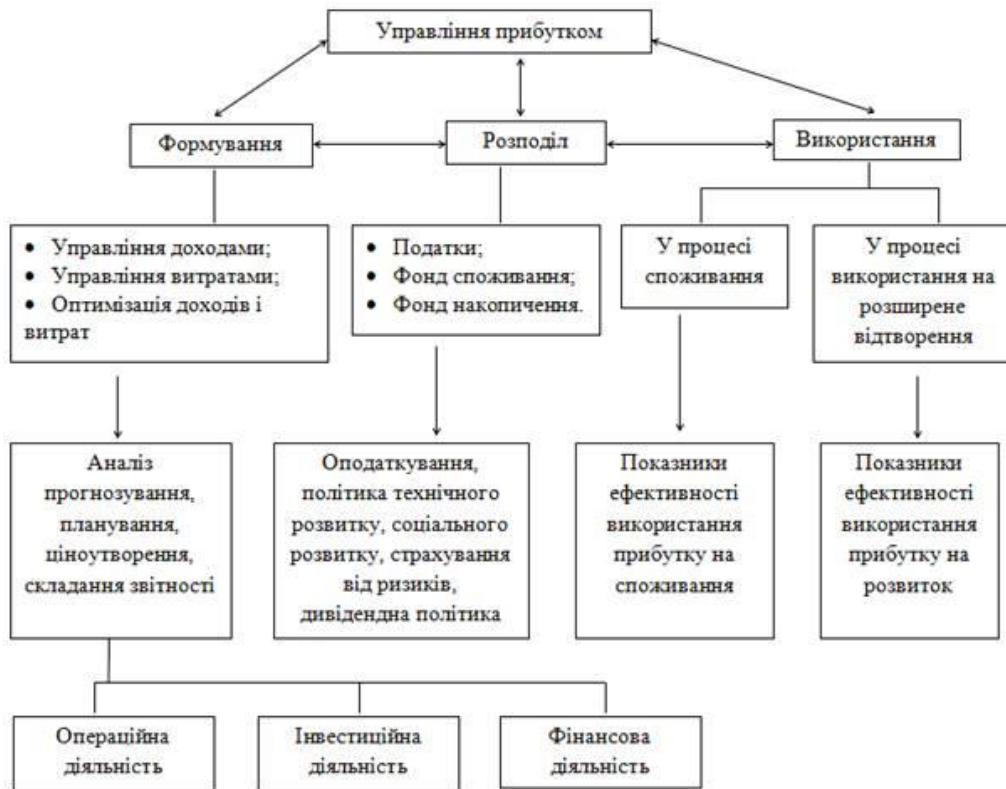 Управління прибутком
Формування
Розподіл
Використання
• Управління доходами;
• Управління витратами;
• Оптимізація доходів і
витрат
• Податки;
• Фонд споживання;
• Фонд накопичення.
У процесі
споживання
У процесі
використання на
розширене
відтворення
Аналіз
прогнозування,
планування,
ціноутворення,
складання звітності
Оподаткування,
політика технічного
розвитку, соціального
розвитку, страхування
від ризиків,
дивідендна політика
Показники
ефективності
використання
прибутку на
споживання
Показники
ефективності
використання
прибутку на
розвиток
Операційна
діяльність
Інвестиційна
діяльність
Фінансова
діяльність